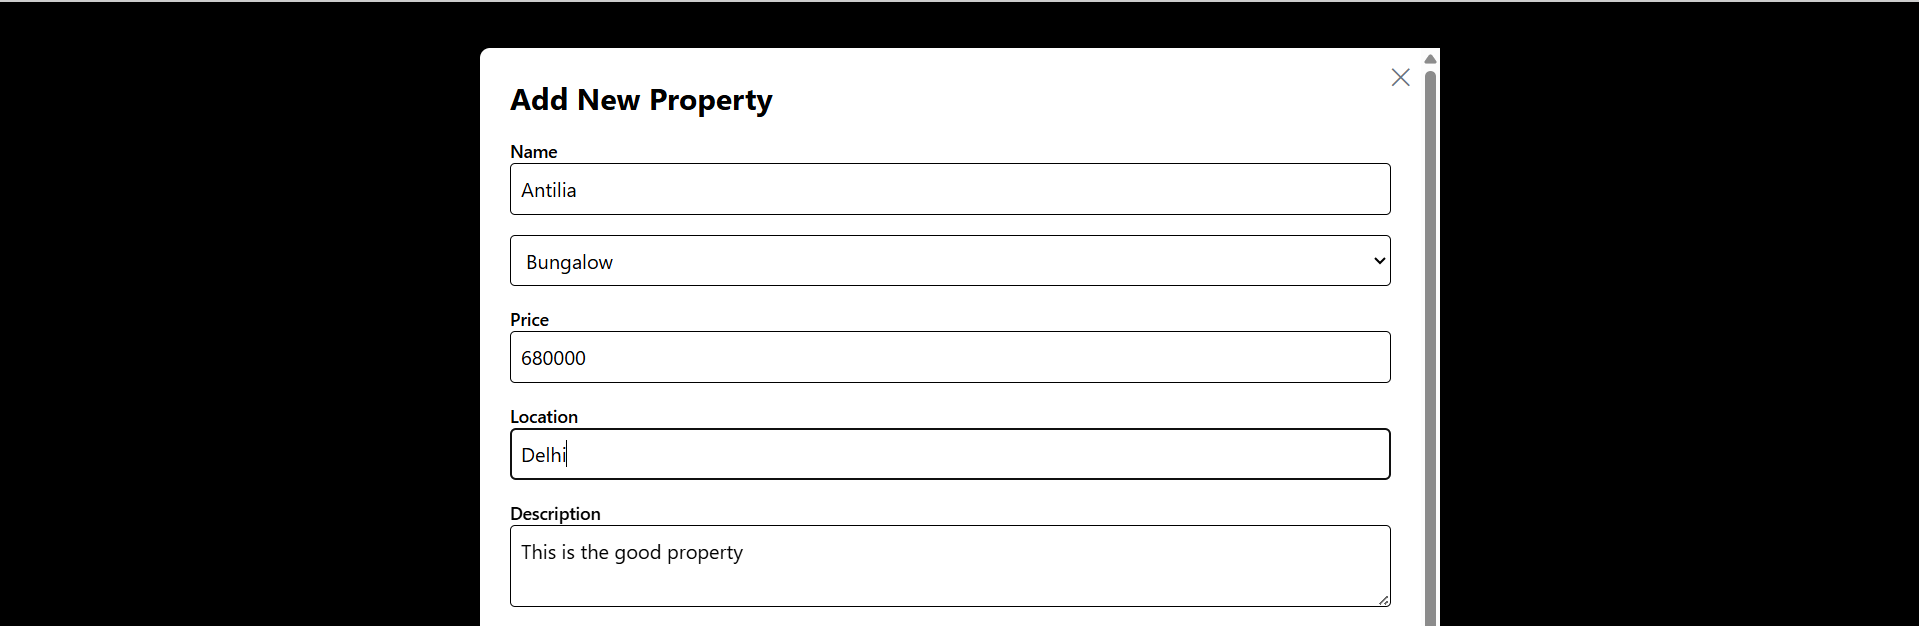 Add New Property
Name
Antilia
Bungalow
Price
680000
Location
Delhi
Description
This is the good property